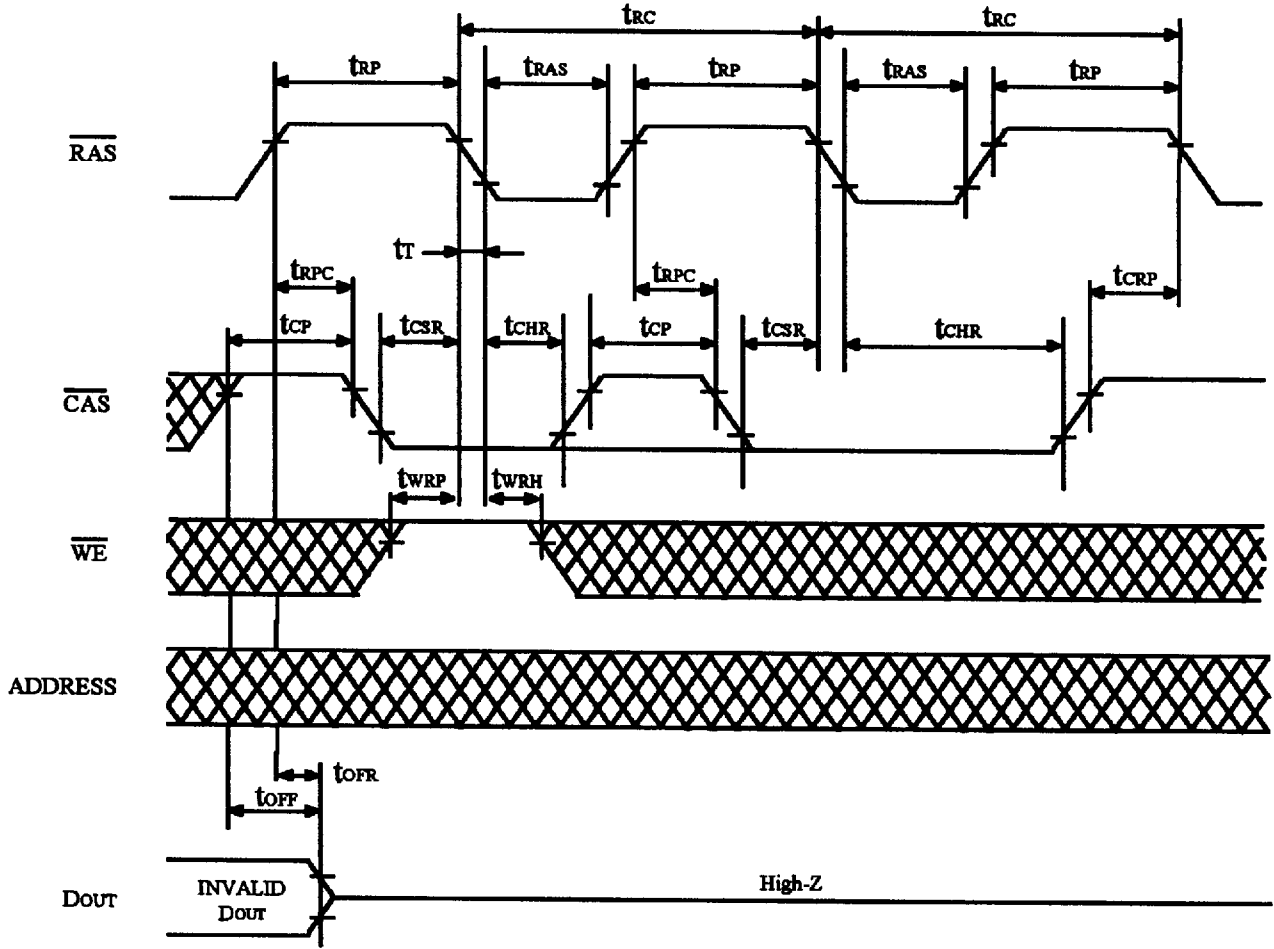 tRC tRC
tRP tRAS tRP tRAS tRP
RAS
tT
tRPC tRPC tCRP
tCP tCSR tCHR tCP tCSR tCHR
CAS
tWRP tWRH
WE
ADDRESS
tOFR
tOFF
INVALID
DOUT
High-Z
DOUT